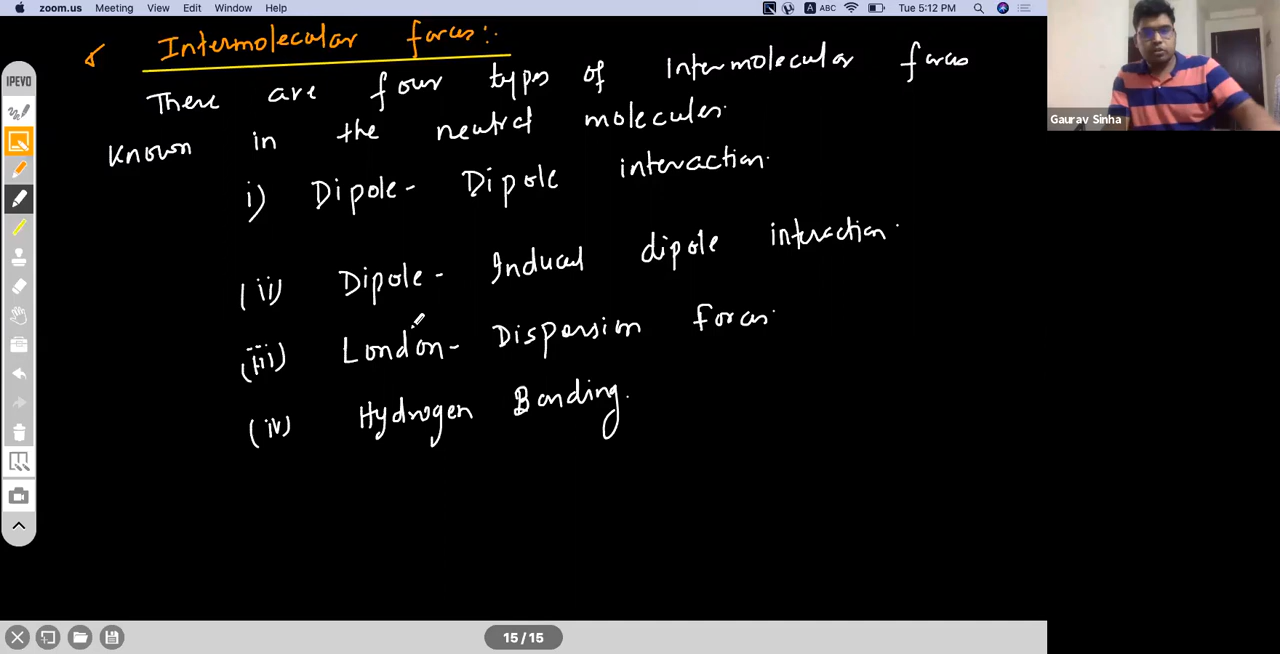 zoom.us Meeting View Edit Window Help
A ABC Tue 5:12 PM
Intermolecular forces:.
IPEVO
There are four types of Intermolecular forces
Known in the neutral molecules.
i) Dipole- Dipole interaction.
(ii) Dipole- Induced dipole interaction.
(iii) London- Dispersion forces.
(iv) Hydrogen Bonding.
Gaurav Sinha
15/15